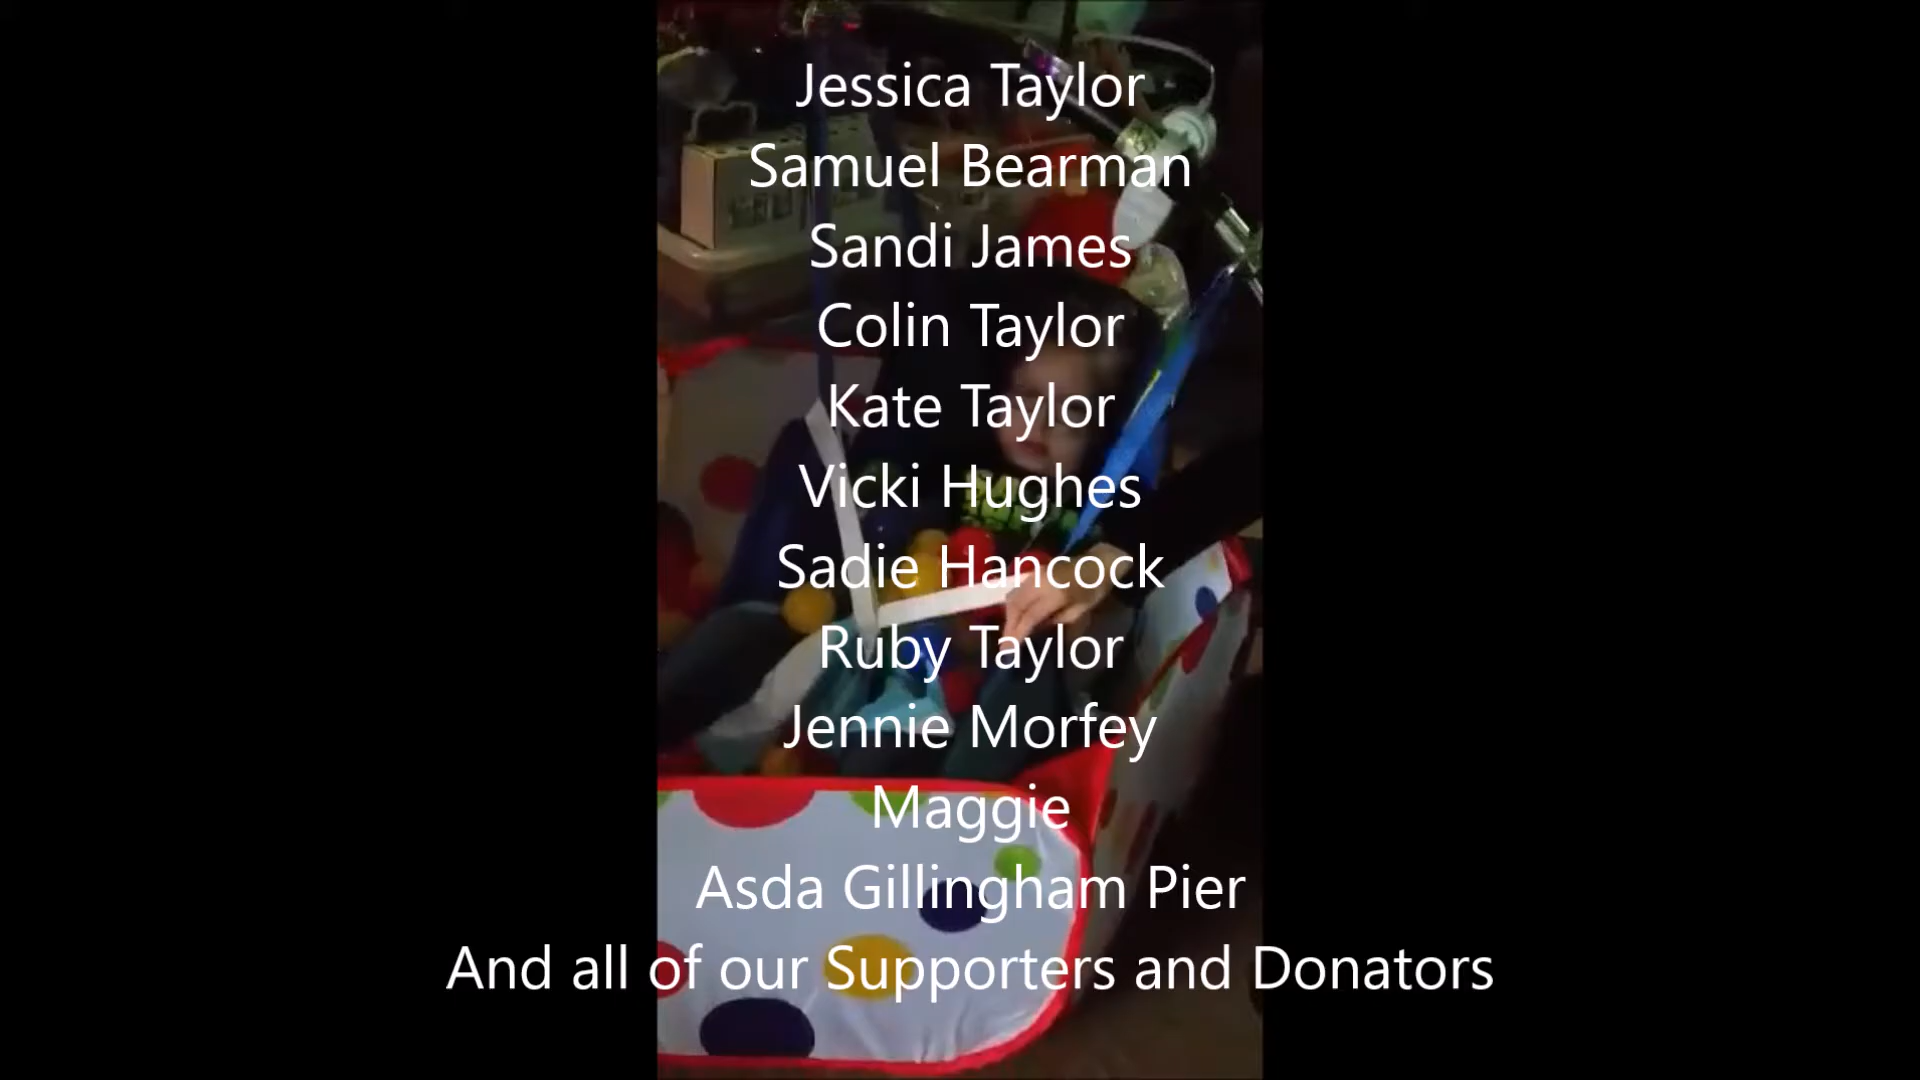 Jessica Taylor
Samuel Bearman
Sandi James
Colin Taylor
Kate Taylor
Vicki Hughes
Sadie Hancock
Ruby Taylor
Jennie Morfey
Maggie
Asda Gillingham Pier
And all of our Supporters and Donators